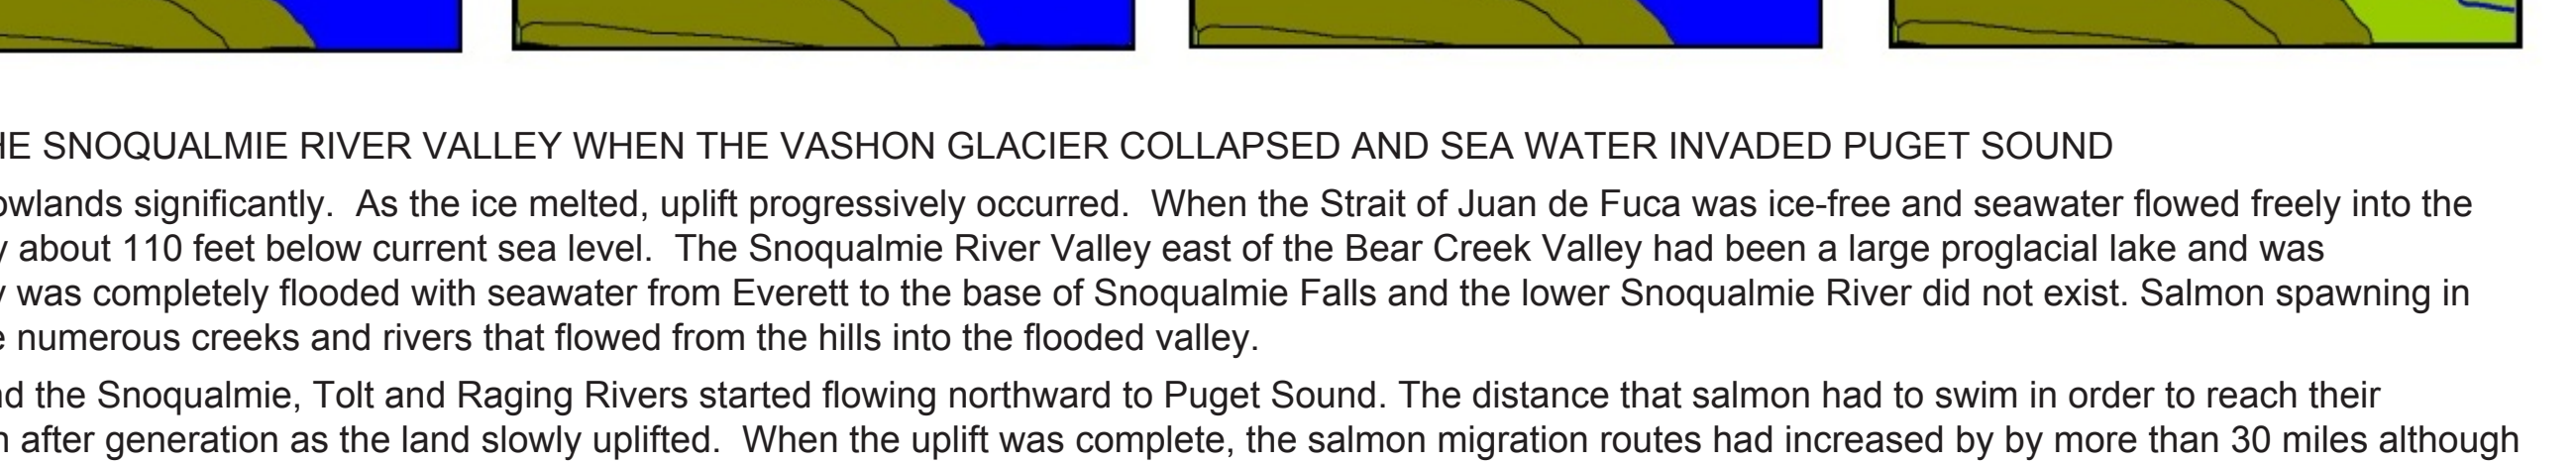 HE SNOQUALMIE RIVER VALLEY WHEN THE VASHON GLACIER COLLAPSED AND SEA WATER INVADED PUGET SOUND
owlands significantly.  As the ice melted, uplift progressively occurred.  When the Strait of Juan de Fuca was ice-free and seawater flowed freely into the
y about 110 feet below current sea level.  The Snoqualmie River Valley east of the Bear Creek Valley had been a large proglacial lake and was
y was completely flooded with seawater from Everett to the base of Snoqualmie Falls and the lower Snoqualmie River did not exist. Salmon spawning in
e numerous creeks and rivers that flowed from the hills into the flooded valley.
nd the Snoqualmie, Tolt and Raging Rivers started flowing northward to Puget Sound. The distance that salmon had to swim in order to reach their
n after generation as the land slowly uplifted.  When the uplift was complete, the salmon migration routes had increased by by more than 30 miles although